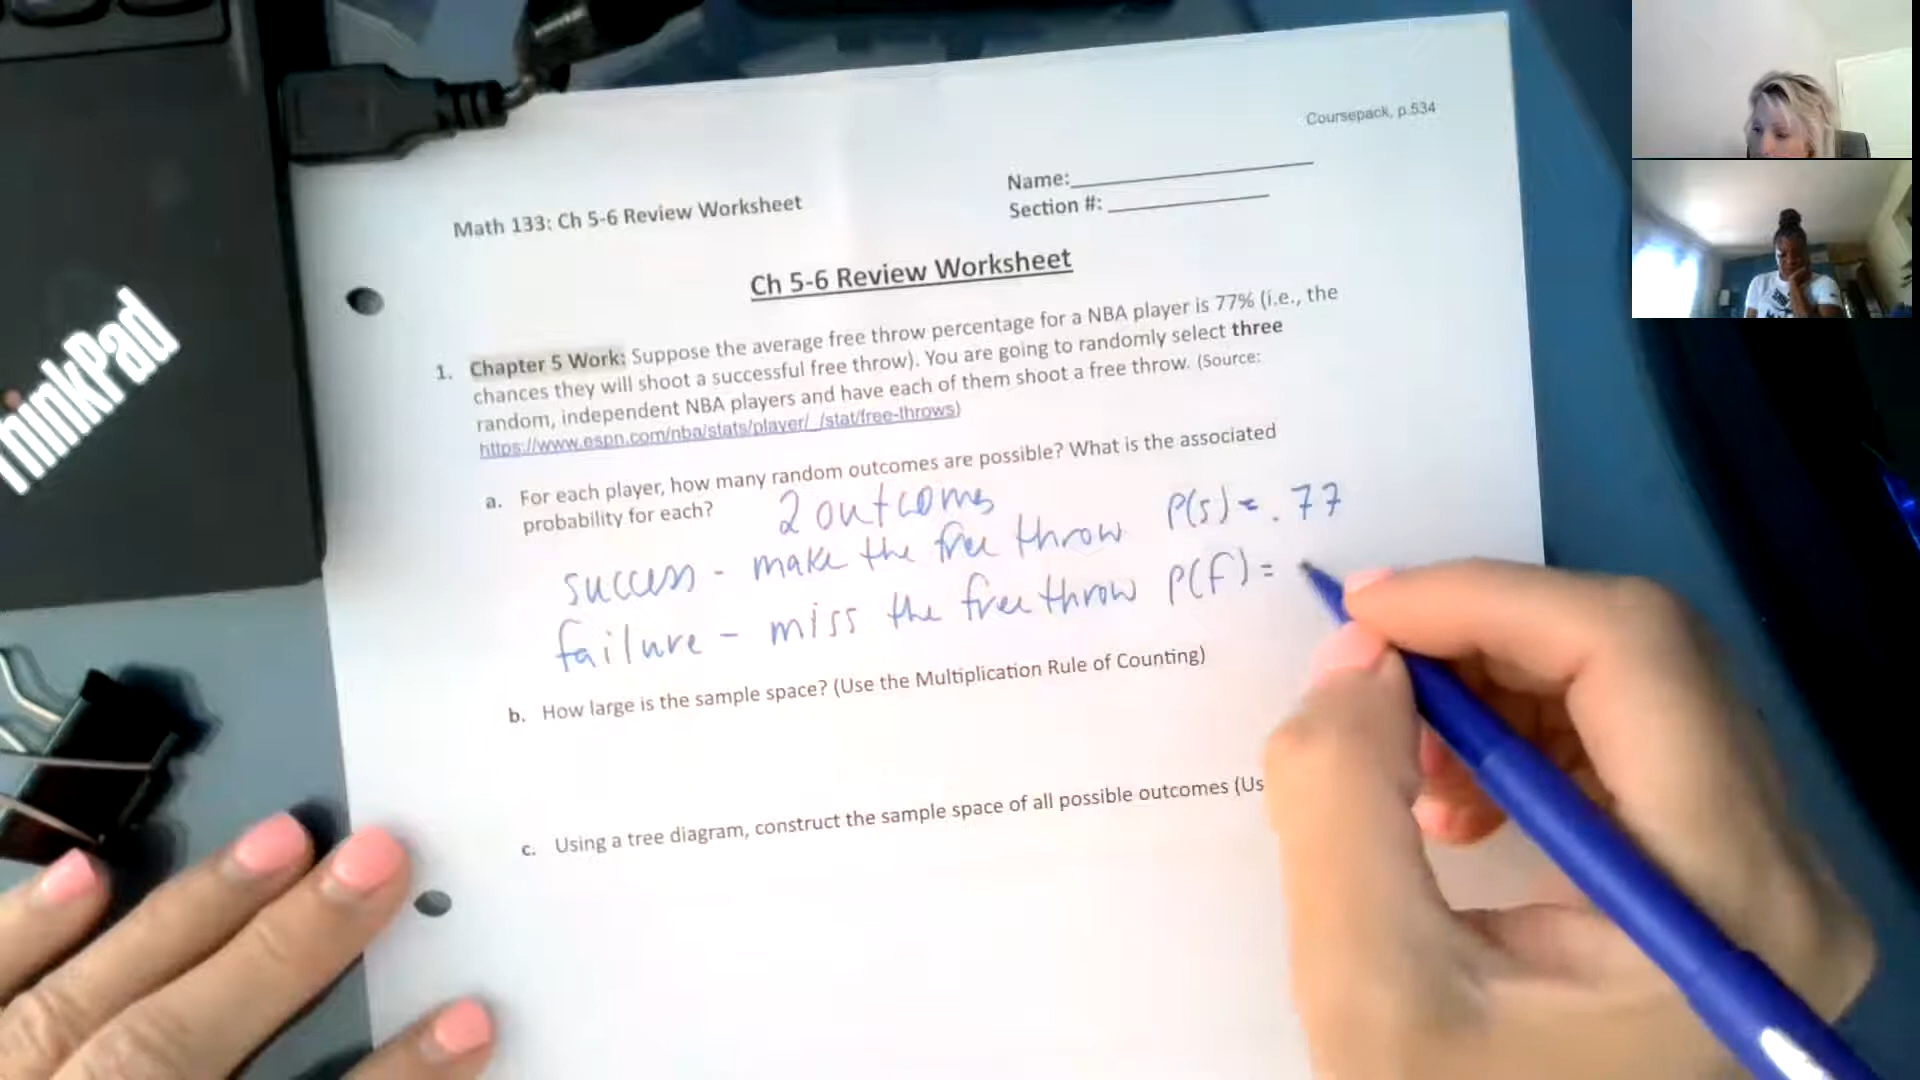 Coursepack, p.534
Name:
Math 133: Ch 5-6 Review Worksheet
Section #:
Ch 5-6 Review Worksheet
1. Chapter 5 Work: Suppose the average free throw percentage for a NBA player is 77% (i.e., the
chances they will shoot a successful free throw). You are going to randomly select three
random, independent NBA players and have each of them shoot a free throw. (Source:
https://www.espn.com/nba/stats/player/_/stat/free-throws)
a. For each player, how many random outcomes are possible? What is the associated
probability for each? 2 outcomes
success - make the free throw P(S) = .77
failure - miss the free throw P(F) =
b. How large is the sample space? (Use the Multiplication Rule of Counting)
c. Using a tree diagram, construct the sample space of all possible outcomes (Us
ThinkPad